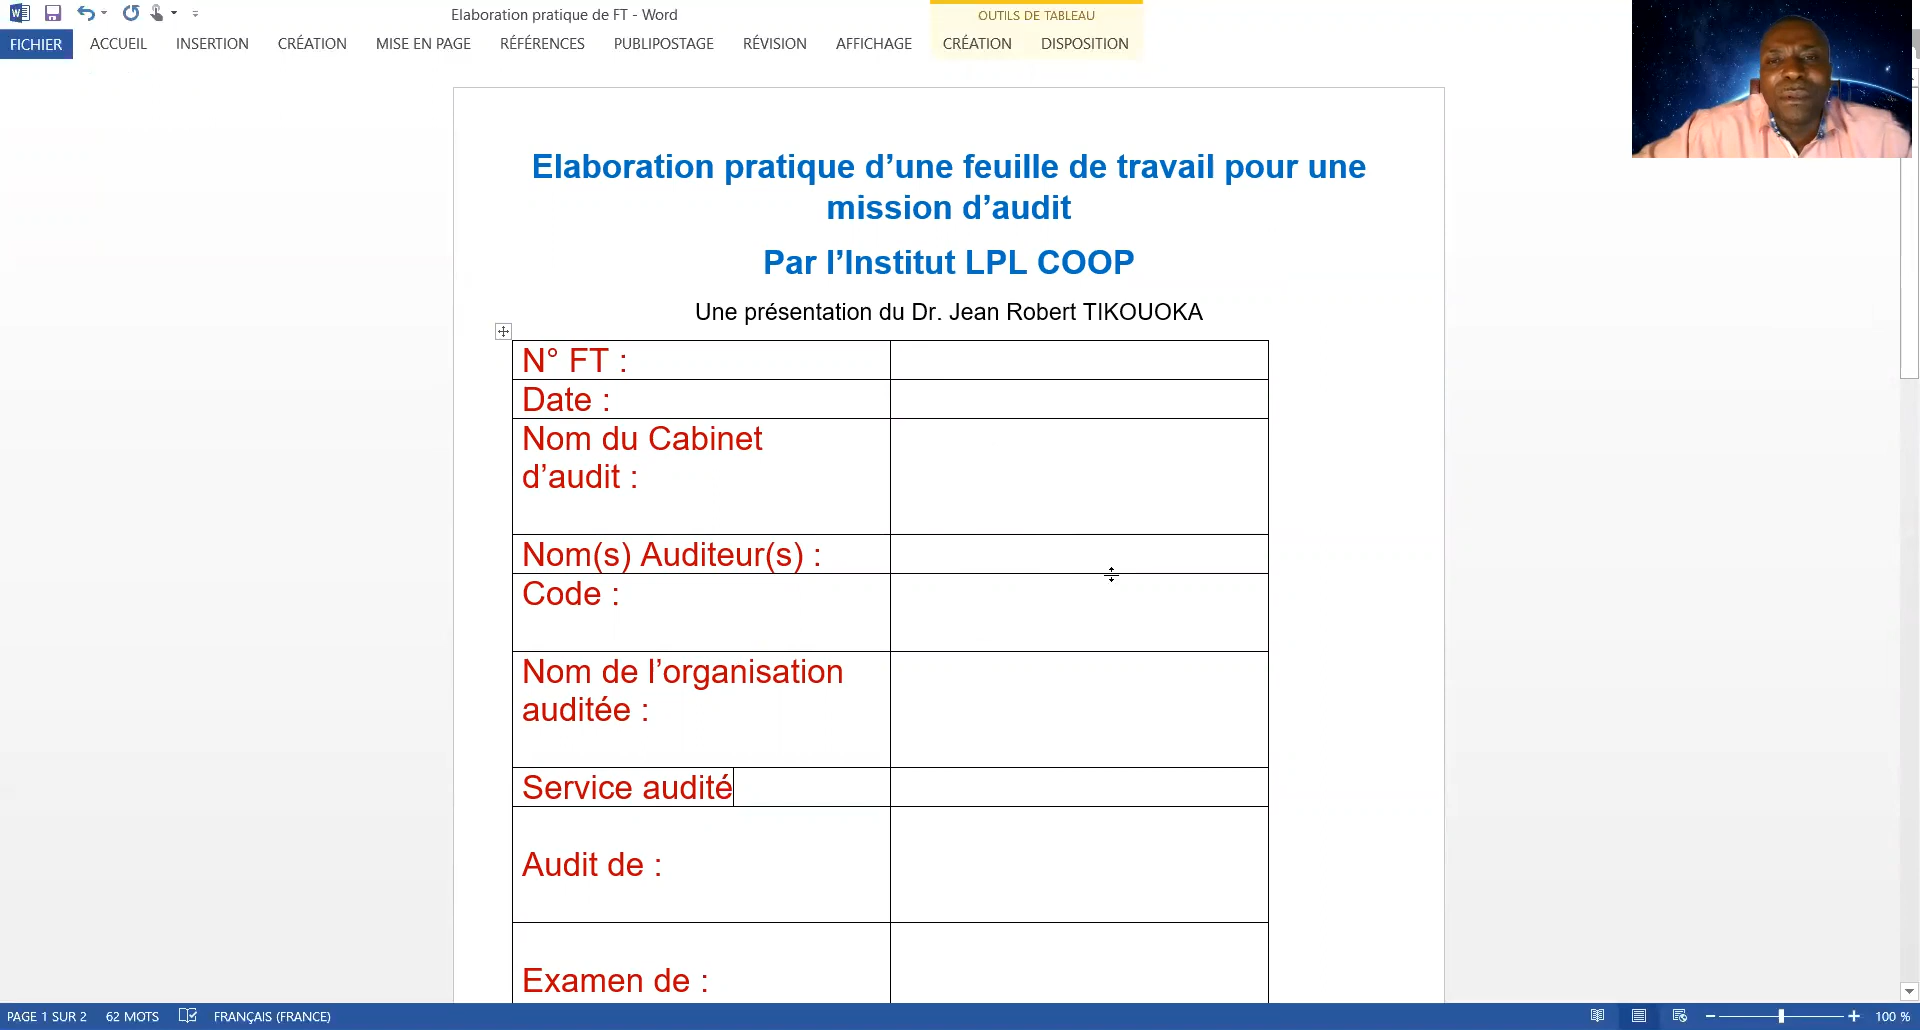 Elaboration pratique de FT - Word
OUTILS DE TABLEAU
FICHIER ACCUEIL INSERTION CRÉATION MISE EN PAGE RÉFÉRENCES PUBLIPOSTAGE RÉVISION AFFICHAGE CRÉATION DISPOSITION
Elaboration pratique d’une feuille de travail pour une
mission d’audit
Par l’Institut LPL COOP
Une présentation du Dr. Jean Robert TIKOUOKA
N° FT :
Date :
Nom du Cabinet
d’audit :
Nom(s) Auditeur(s) :
Code :
Nom de l’organisation
auditée :
Service audité
Audit de :
Examen de :
PAGE 1 SUR 2 62 MOTS FRANÇAIS (FRANCE) 100 %